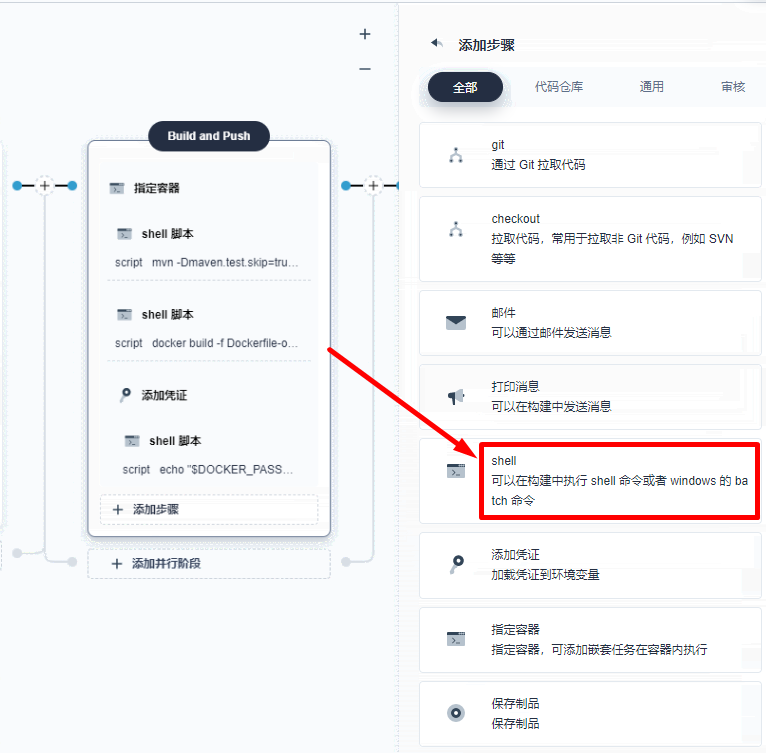 Build and Push
指定容器
shell 脚本
script mvn -Dmaven.test.skip=tru...
shell 脚本
script docker build -f Dockerfile-o...
添加凭证
shell 脚本
script echo "$DOCKER_PASS...
添加步骤
添加并行阶段
添加步骤
全部 代码仓库 通用 审核
git
通过 Git 拉取代码
checkout
拉取代码，常用于拉取非 Git 代码，例如 SVN
等等
邮件
可以通过邮件发送消息
打印消息
可以在构建中发送消息
shell
可以在构建中执行 shell 命令或者 windows 的 ba
tch 命令
添加凭证
加载凭证到环境变量
指定容器
指定容器，可添加嵌套任务在容器内执行
保存制品
保存制品